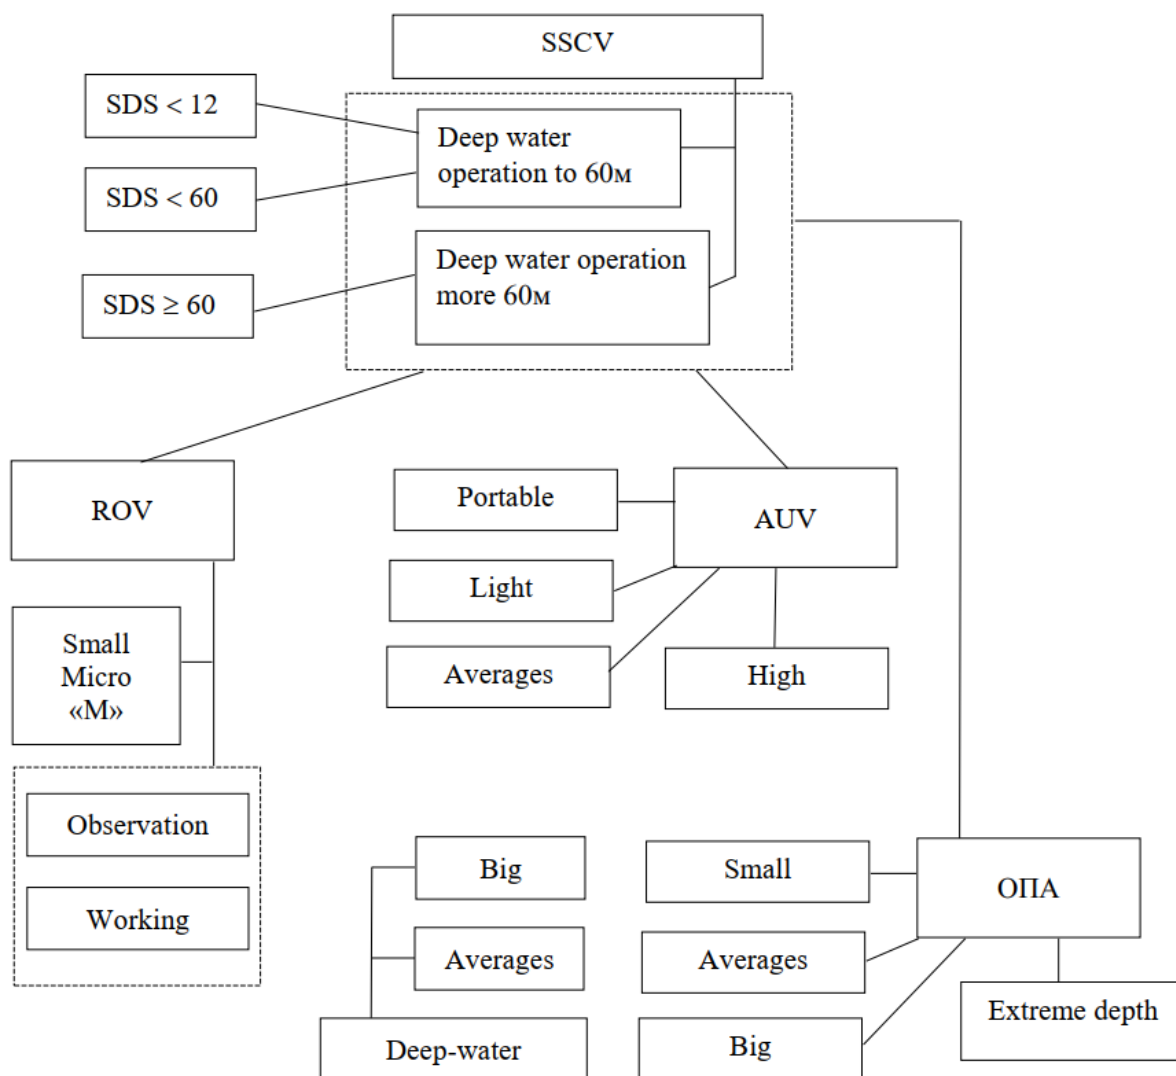 SSCV
SDS < 12
Deep water
operation to 60м
SDS < 60
Deep water operation
more 60м
SDS ≥ 60
ROV
Portable
AUV
Light
Small
Micro
«M»
Averages
High
Observation
Working
Big
Small
ОПА
Averages
Averages
Extreme depth
Deep-water
Big